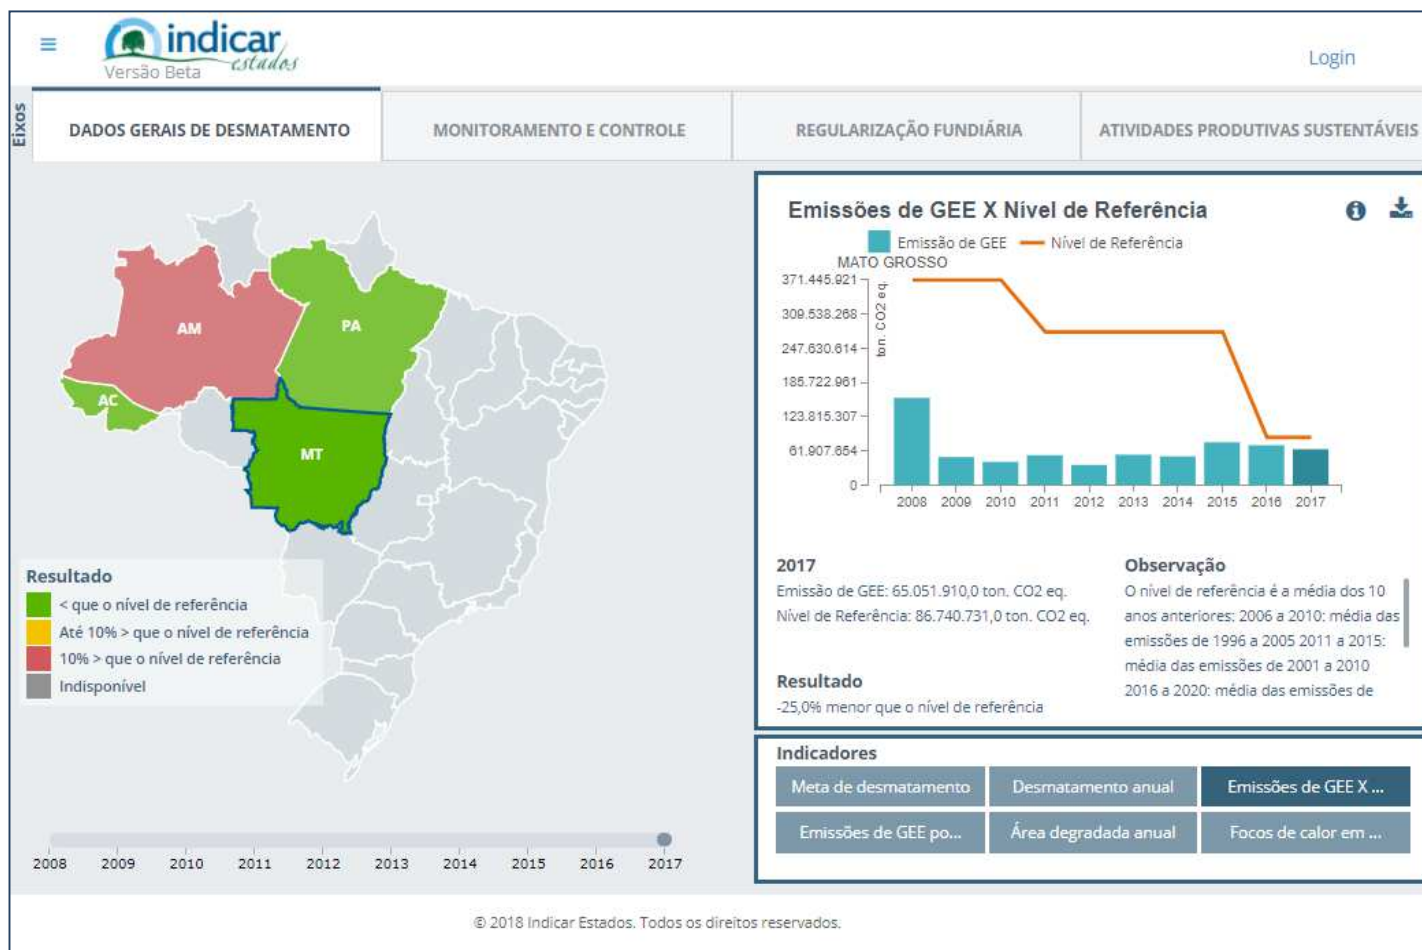 indicar
estados
Versão Beta
Login
Eixos
DADOS GERAIS DE DESMATAMENTO
MONITORAMENTO E CONTROLE
REGULARIZAÇÃO FUNDIÁRIA
ATIVIDADES PRODUTIVAS SUSTENTÁVEIS
AM
PA
AC
MT
Resultado
< que o nível de referência
Até 10% > que o nível de referência
10% > que o nível de referência
Indisponível
2008 2009 2010 2011 2012 2013 2014 2015 2016 2017
Emissões de GEE X Nível de Referência
Emissão de GEE
Nível de Referência
MATO GROSSO
ton. CO2 eq.
371.445.921
309.538.268
247.630.614
185.722.961
123.815.307
61.907.654
0
2008 2009 2010 2011 2012 2013 2014 2015 2016 2017
2017
Emissão de GEE: 65.051.910,0 ton. CO2 eq.
Nível de Referência: 86.740.731,0 ton. CO2 eq.
Resultado
-25,0% menor que o nível de referência
Observação
O nível de referência é a média dos 10
anos anteriores; 2006 a 2010: média das
emissões de 1996 a 2005 2011 a 2015:
média das emissões de 2001 a 2010
2016 a 2020: média das emissões de
Indicadores
Meta de desmatamento
Desmatamento anual
Emissões de GEE X ...
Emissões de GEE po...
Área degradada anual
Focos de calor em ...
© 2018 Indicar Estados. Todos os direitos reservados.